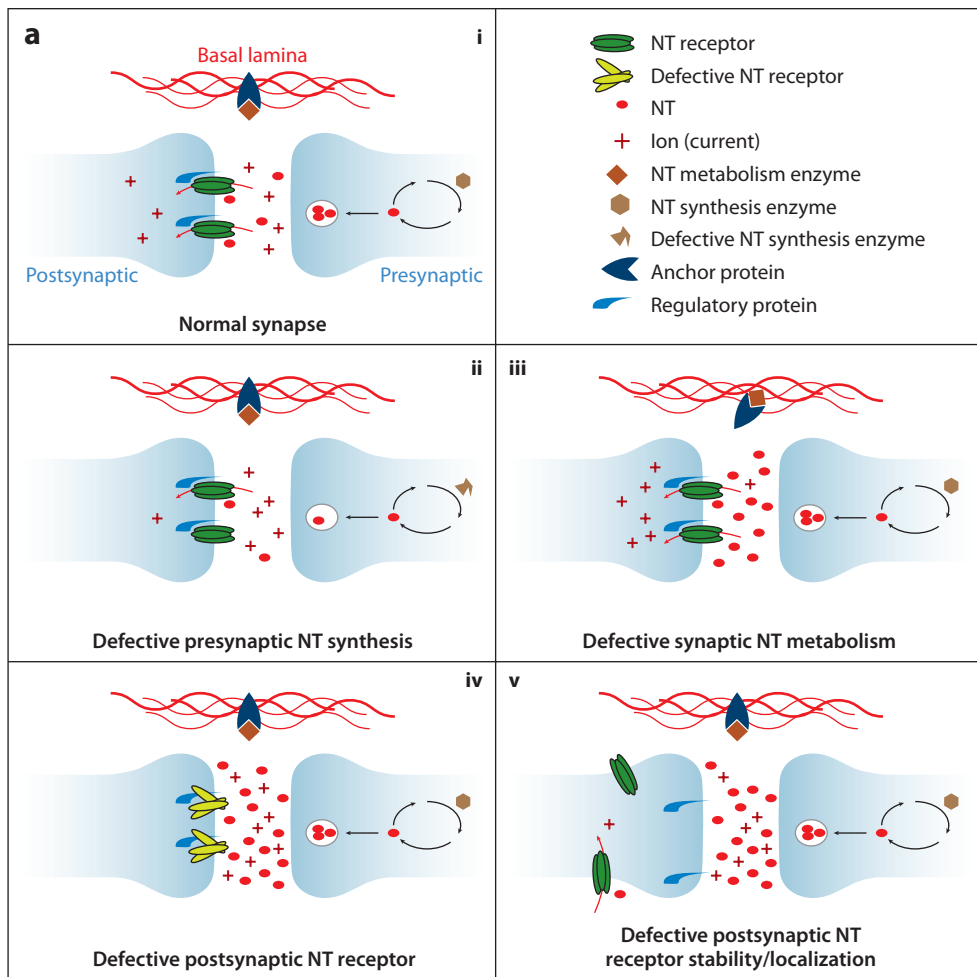 a
i
Basal lamina
Postsynaptic
Presynaptic
Normal synapse
NT receptor
Defective NT receptor
NT
Ion (current)
NT metabolism enzyme
NT synthesis enzyme
Defective NT synthesis enzyme
Anchor protein
Regulatory protein
ii
Defective presynaptic NT synthesis
iii
Defective synaptic NT metabolism
iv
Defective postsynaptic NT receptor
v
Defective postsynaptic NT
receptor stability/localization